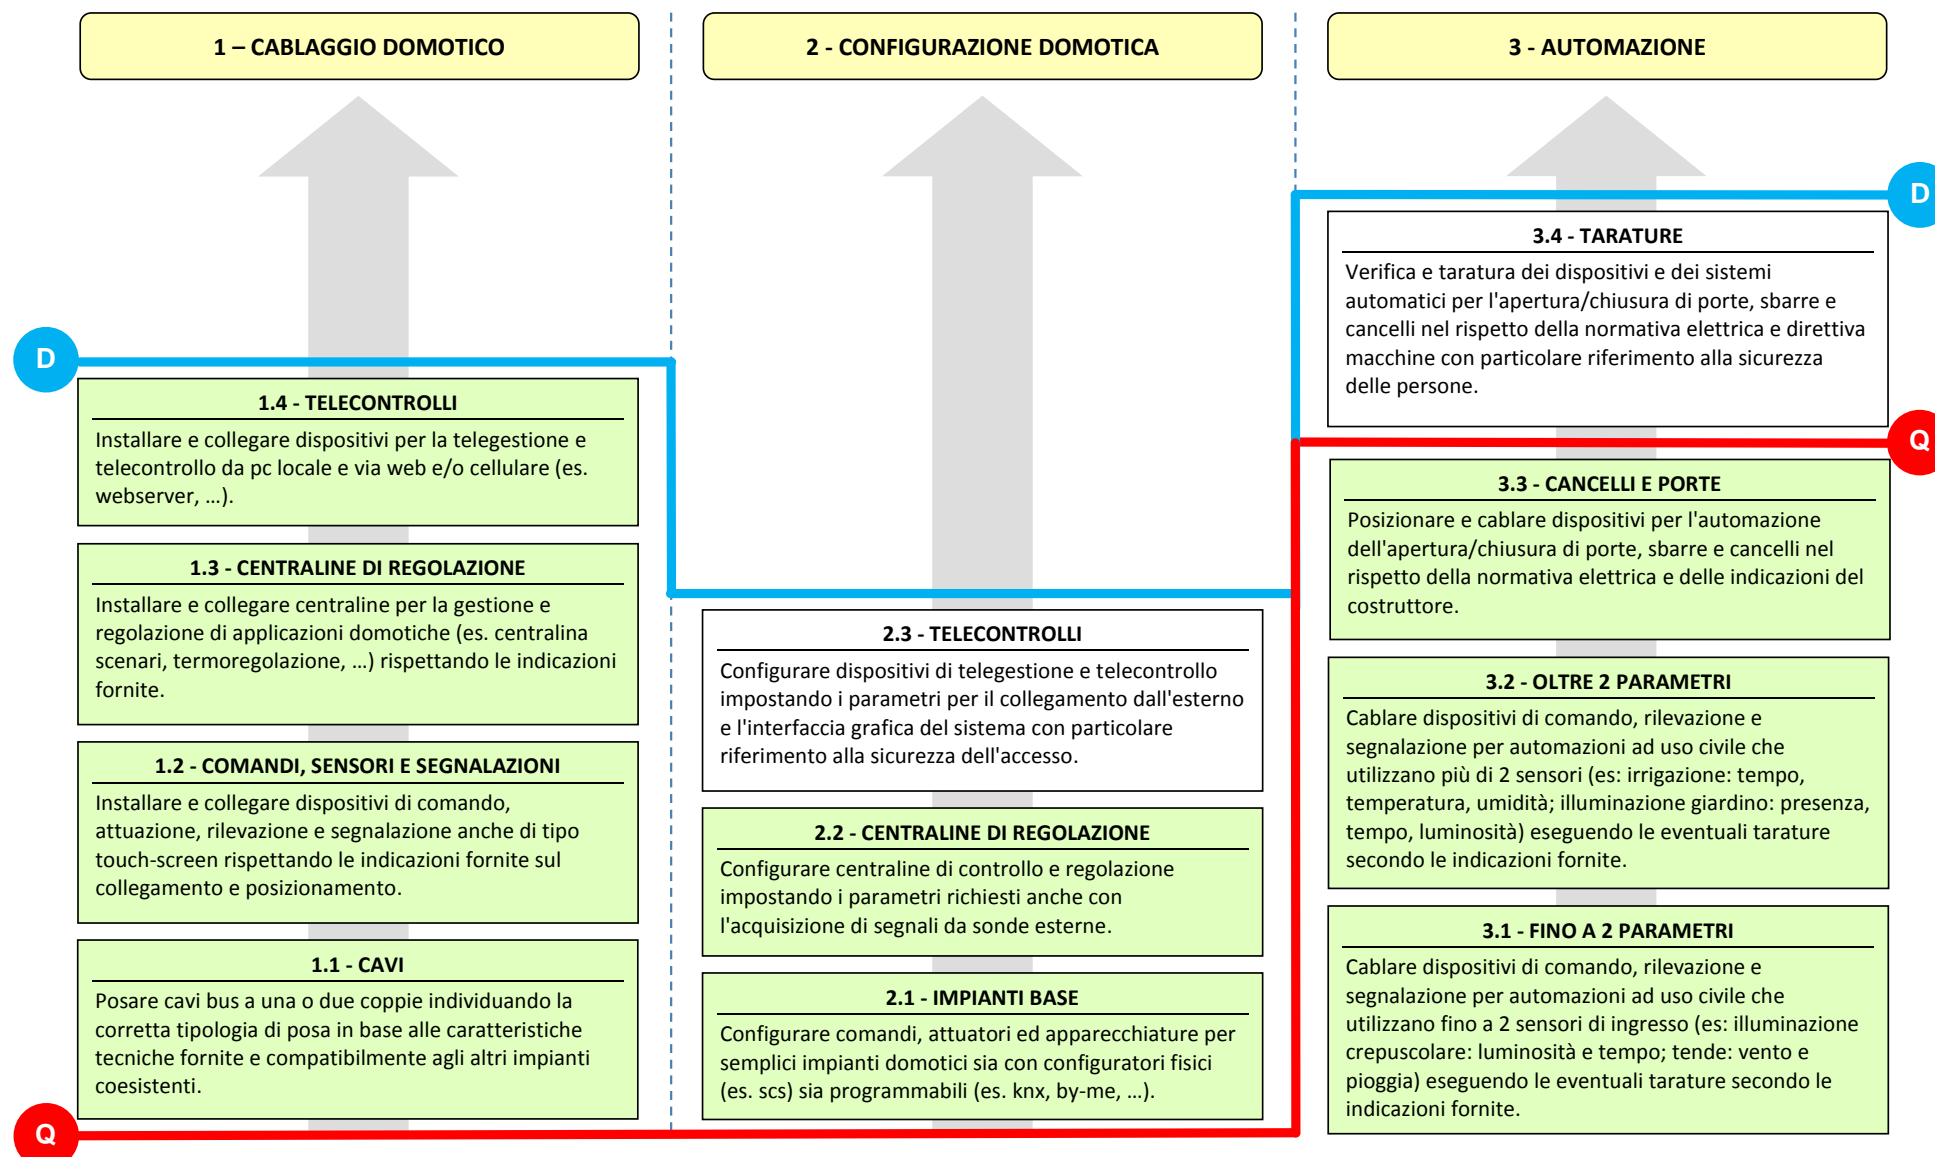 1 – CABLAGGIO DOMOTICO
D
1.4 - TELECONTROLLI
Installare e collegare dispositivi per la telegestione e
telecontrollo da pc locale e via web e/o cellulare (es.
webserver, …).
1.3 - CENTRALINE DI REGOLAZIONE
Installare e collegare centraline per la gestione e
regolazione di applicazioni domotiche (es. centralina
scenari, termoregolazione, …) rispettando le indicazioni
fornite.
1.2 - COMANDI, SENSORI E SEGNALAZIONI
Installare e collegare dispositivi di comando,
attuazione, rilevazione e segnalazione anche di tipo
touch-screen rispettando le indicazioni fornite sul
collegamento e posizionamento.
1.1 - CAVI
Posare cavi bus a una o due coppie individuando la
corretta tipologia di posa in base alle caratteristiche
tecniche fornite e compatibilmente agli altri impianti
coesistenti.
Q
2 - CONFIGURAZIONE DOMOTICA
2.3 - TELECONTROLLI
Configurare dispositivi di telegestione e telecontrollo
impostando i parametri per il collegamento dall'esterno
e l'interfaccia grafica del sistema con particolare
riferimento alla sicurezza dell'accesso.
2.2 - CENTRALINE DI REGOLAZIONE
Configurare centraline di controllo e regolazione
impostando i parametri richiesti anche con
l'acquisizione di segnali da sonde esterne.
2.1 - IMPIANTI BASE
Configurare comandi, attuatori ed apparecchiature per
semplici impianti domotici sia con configuratori fisici
(es. scs) sia programmabili (es. knx, by-me, …).
3 - AUTOMAZIONE
D
3.4 - TARATURE
Verifica e taratura dei dispositivi e dei sistemi
automatici per l'apertura/chiusura di porte, sbarre e
cancelli nel rispetto della normativa elettrica e direttiva
macchine con particolare riferimento alla sicurezza
delle persone.
Q
3.3 - CANCELLI E PORTE
Posizionare e cablare dispositivi per l'automazione
dell'apertura/chiusura di porte, sbarre e cancelli nel
rispetto della normativa elettrica e delle indicazioni del
costruttore.
3.2 - OLTRE 2 PARAMETRI
Cablare dispositivi di comando, rilevazione e
segnalazione per automazioni ad uso civile che
utilizzano più di 2 sensori (es: irrigazione: tempo,
temperatura, umidità; illuminazione giardino: presenza,
tempo, luminosità) eseguendo le eventuali tarature
secondo le indicazioni fornite.
3.1 - FINO A 2 PARAMETRI
Cablare dispositivi di comando, rilevazione e
segnalazione per automazioni ad uso civile che
utilizzano fino a 2 sensori di ingresso (es: illuminazione
crepuscolare: luminosità e tempo; tende: vento e
pioggia) eseguendo le eventuali tarature secondo le
indicazioni fornite.